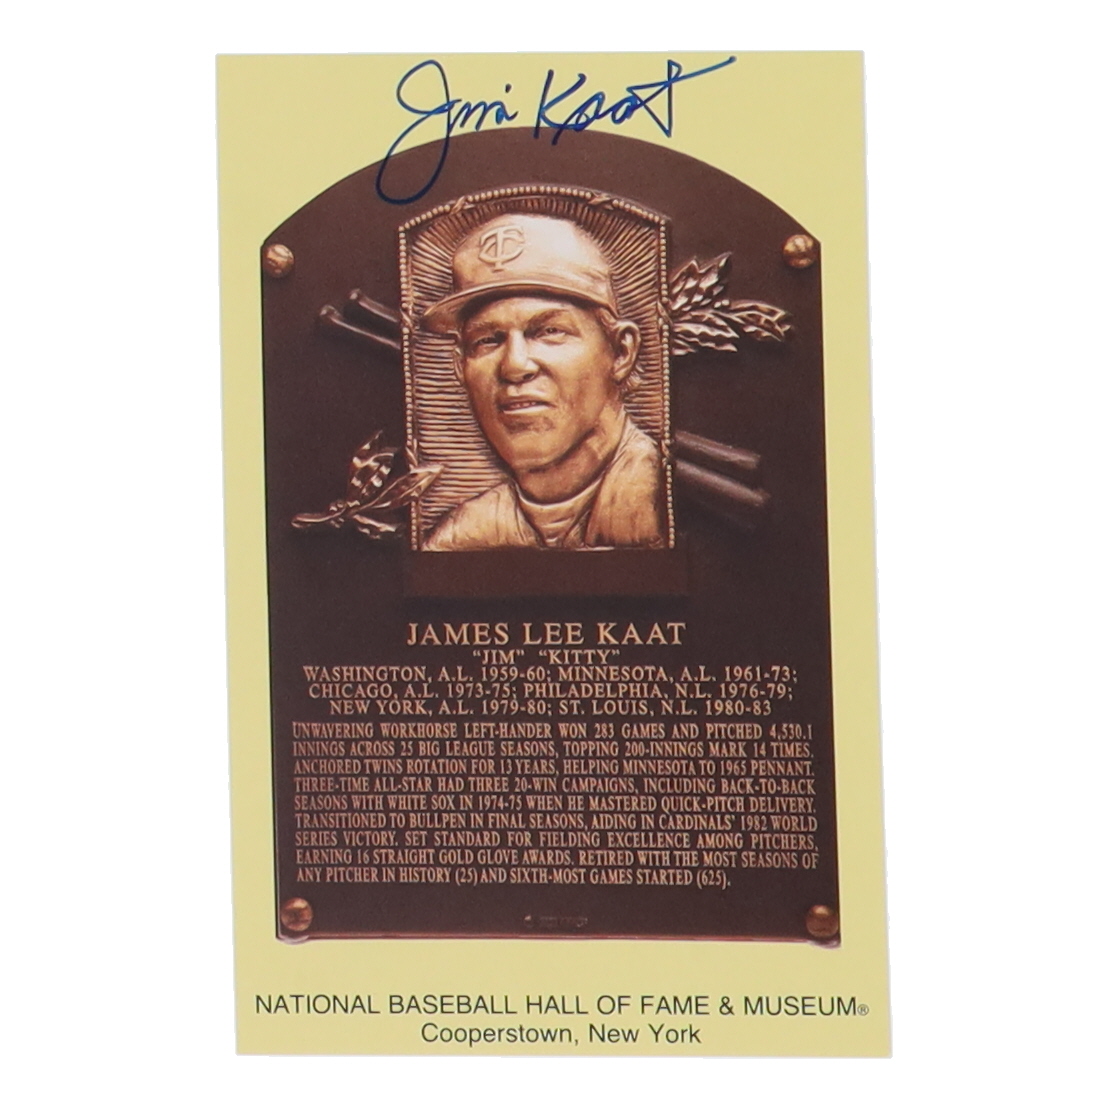 Jim Kaat
TC
JAMES LEE KAAT
"JIM" "KITTY"
WASHINGTON, A.L. 1959-60; MINNESOTA, A.L. 1961-73;
CHICAGO, A.L. 1973-75; PHILADELPHIA, N.L. 1976-79;
NEW YORK, A.L. 1979-80; ST. LOUIS, N.L. 1980-83
UNWAVERING WORKHORSE LEFT-HANDER WON 283 GAMES AND PITCHED 4,530.1
INNINGS ACROSS 25 BIG LEAGUE SEASONS, TOPPING 200-INNINGS MARK 14 TIMES.
ANCHORED TWINS ROTATION FOR 13 YEARS, HELPING MINNESOTA TO 1965 PENNANT.
THREE-TIME ALL-STAR HAD THREE 20-WIN CAMPAIGNS, INCLUDING BACK-TO-BACK
SEASONS WITH WHITE SOX IN 1974-75 WHEN HE MASTERED QUICK-PITCH DELIVERY.
TRANSITIONED TO BULLPEN IN FINAL SEASONS, AIDING IN CARDINALS' 1982 WORLD
SERIES VICTORY. SET STANDARD FOR FIELDING EXCELLENCE AMONG PITCHERS,
EARNING 16 STRAIGHT GOLD GLOVE AWARDS. RETIRED WITH THE MOST SEASONS OF
ANY PITCHER IN HISTORY (25) AND SIXTH-MOST GAMES STARTED (625).
NATIONAL BASEBALL HALL OF FAME & MUSEUM®
Cooperstown, New York